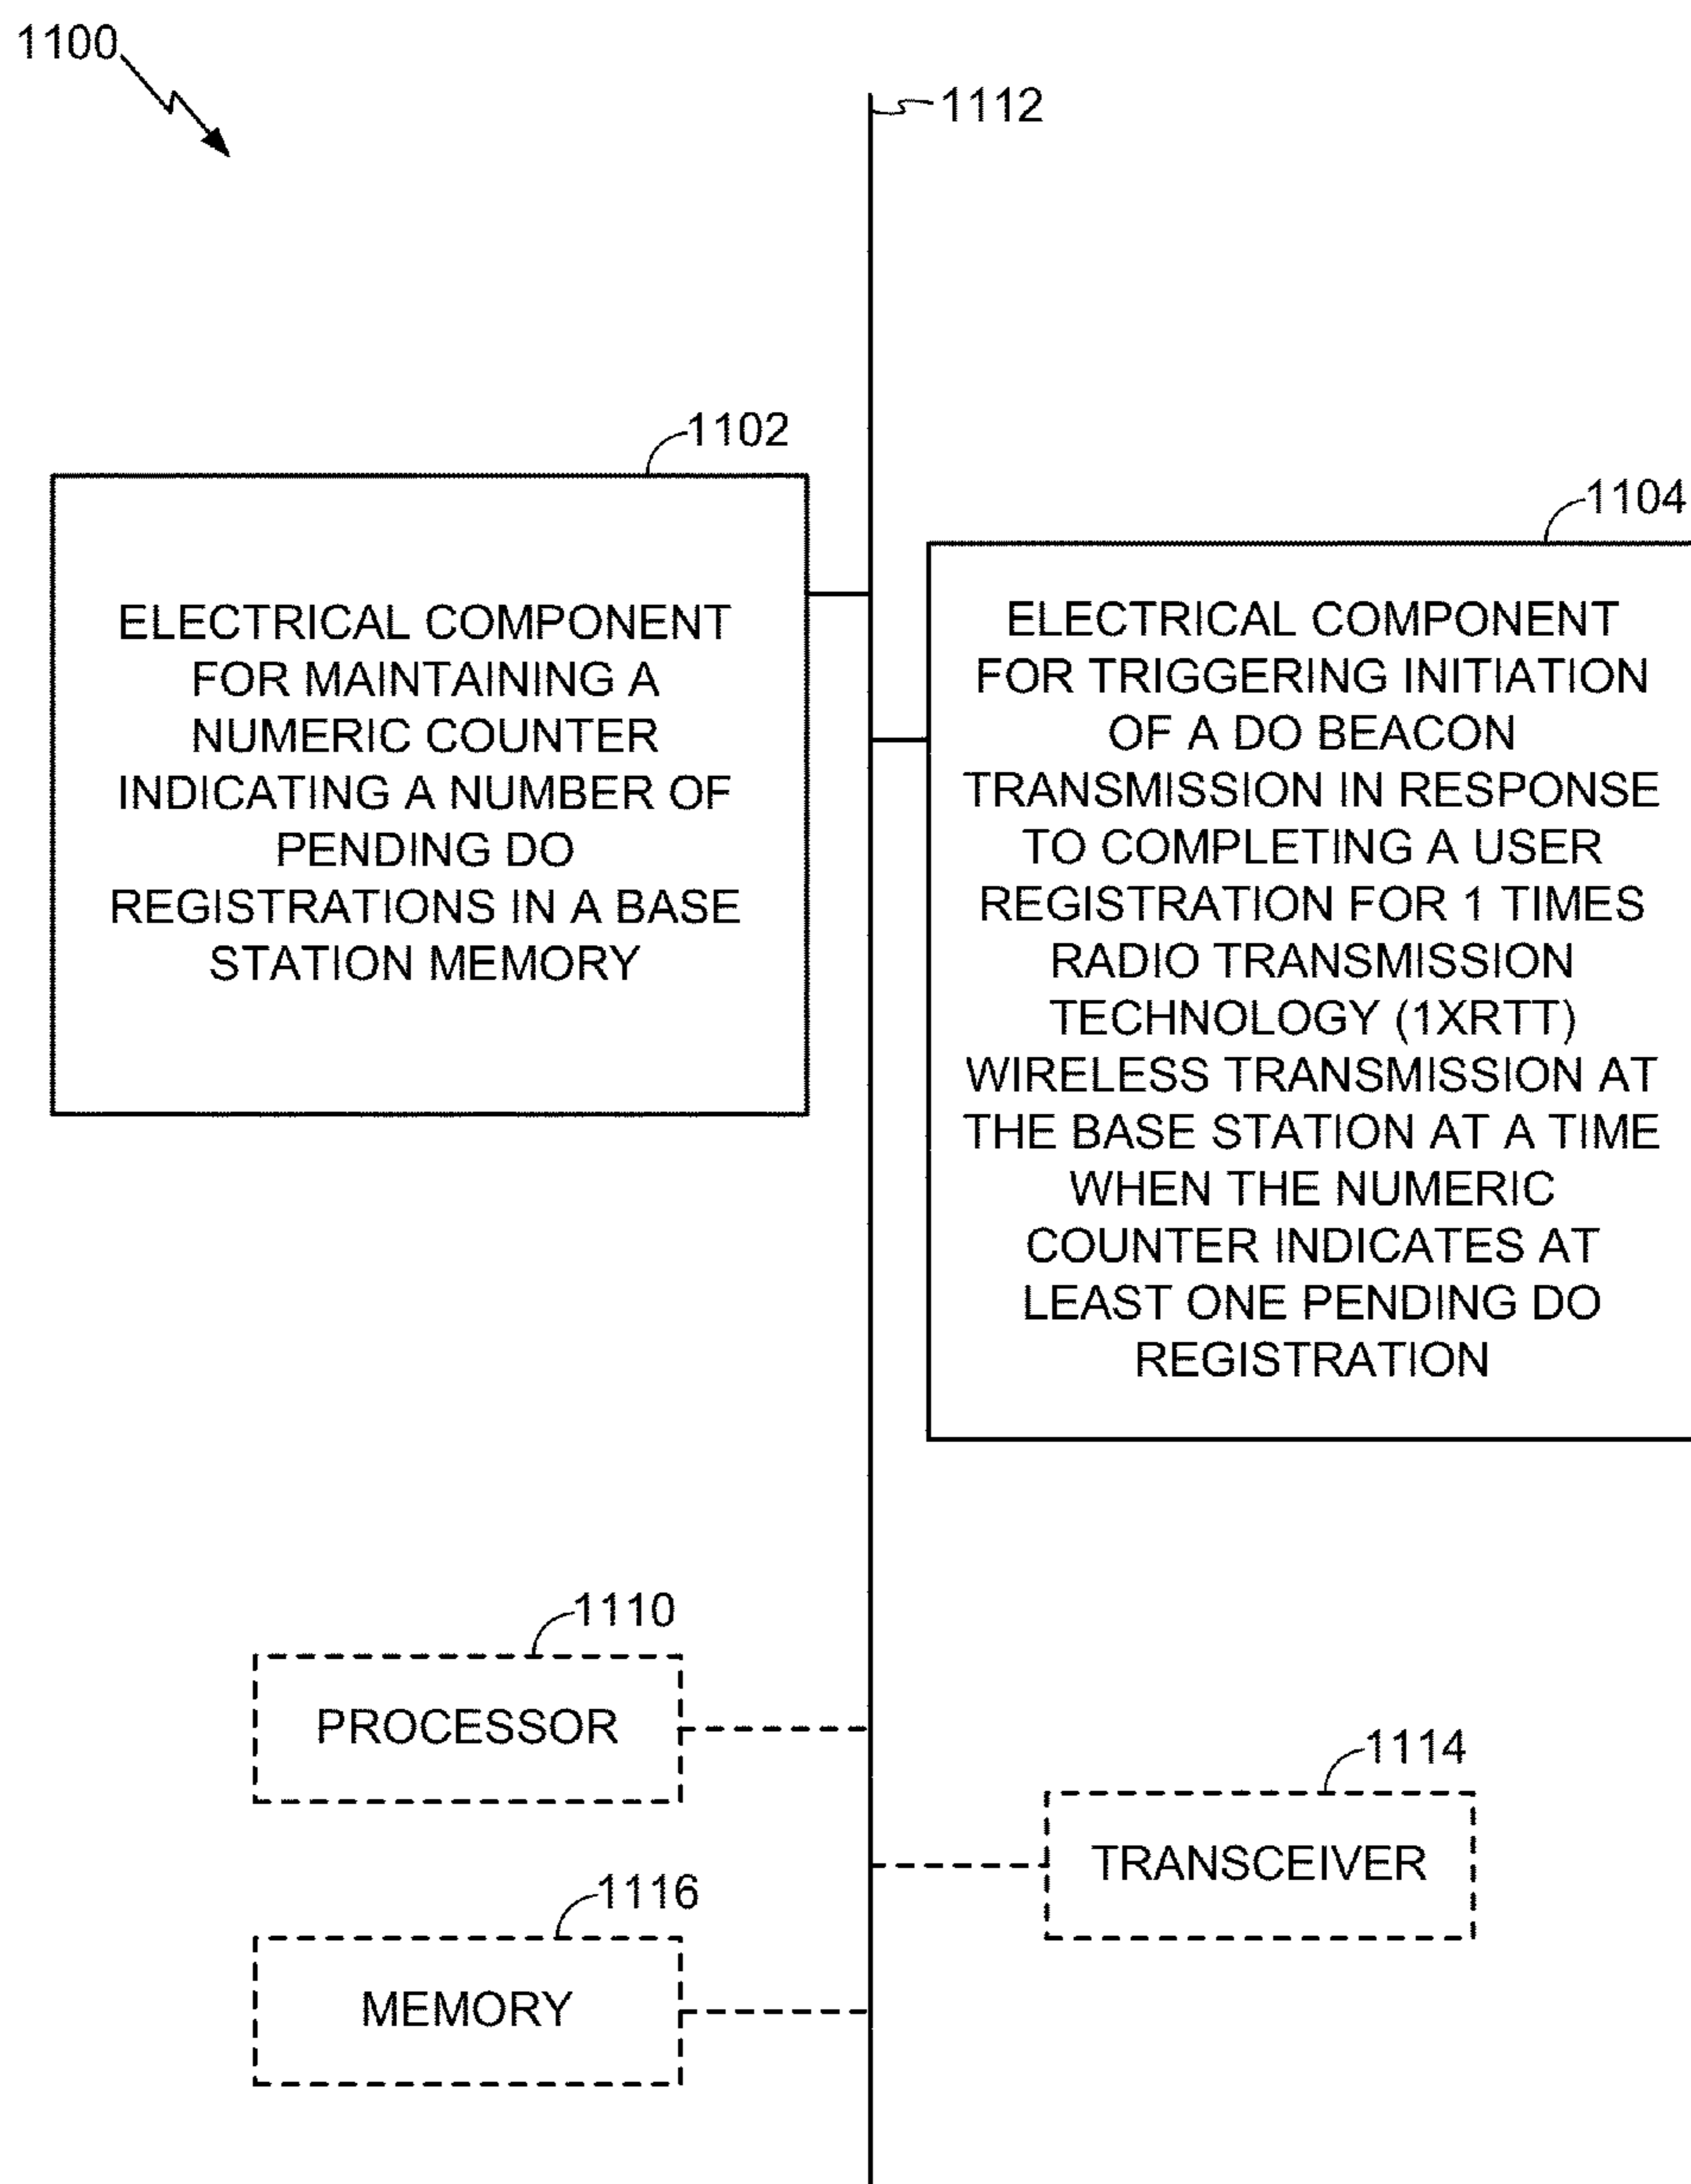 1100
1112
1102
ELECTRICAL COMPONENT
FOR MAINTAINING A
NUMERIC COUNTER
INDICATING A NUMBER OF
PENDING DO
REGISTRATIONS IN A BASE
STATION MEMORY
1104
ELECTRICAL COMPONENT
FOR TRIGGERING INITIATION
OF A DO BEACON
TRANSMISSION IN RESPONSE
TO COMPLETING A USER
REGISTRATION FOR 1 TIMES
RADIO TRANSMISSION
TECHNOLOGY (1XRTT)
WIRELESS TRANSMISSION AT
THE BASE STATION AT A TIME
WHEN THE NUMERIC
COUNTER INDICATES AT
LEAST ONE PENDING DO
REGISTRATION
1110
PROCESSOR
1114
TRANSCEIVER
1116
MEMORY